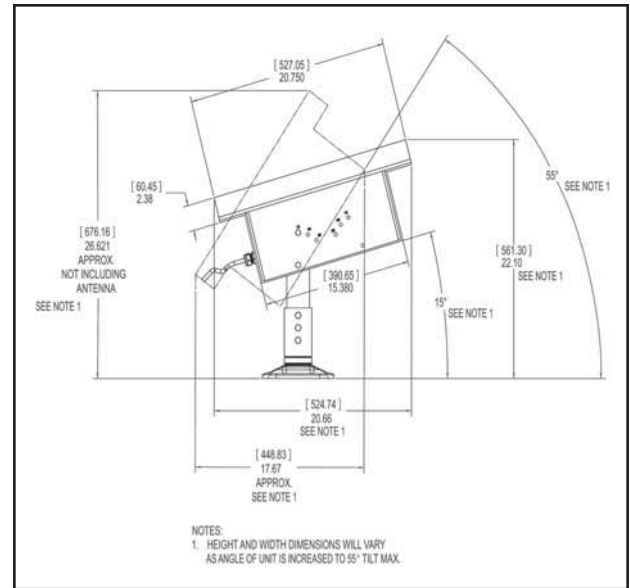 [ 527.05 ]
20.750
[ 60.45 ]
2.38
55°
SEE NOTE 1
[ 676.16 ]
26.621
APPROX.
NOT INCLUDING
ANTENNA
SEE NOTE 1
[ 561.30 ]
22.10
SEE NOTE 1
[ 390.65 ]
15.380
15°
SEE NOTE 1
[ 524.74 ]
20.66
SEE NOTE 1
[ 448.83 ]
17.67
APPROX.
SEE NOTE 1
NOTES:
1. HEIGHT AND WIDTH DIMENSIONS WILL VARY
AS ANGLE OF UNIT IS INCREASED TO 55° TILT MAX.